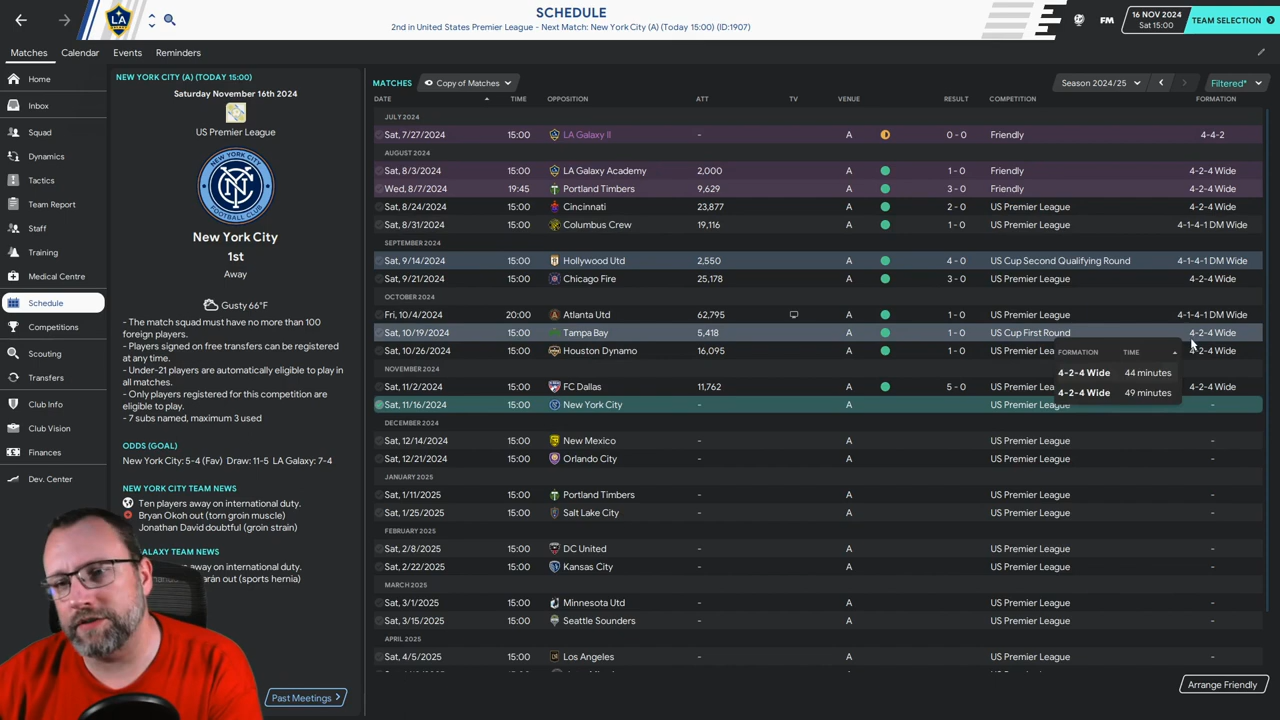 LA
SCHEDULE
2nd in United States Premier League - Next Match: New York City (A) (Today 15:00) (ID:1907)
FM
16 NOV 2024
Sat 15:00
TEAM SELECTION
Matches
Calendar
Events
Reminders
Home
Inbox
Squad
Dynamics
Tactics
Team Report
Staff
Training
Medical Centre
Schedule
Competitions
Scouting
Transfers
Club Info
Club Vision
Finances
Dev. Center
NEW YORK CITY (A) (TODAY 15:00)
Saturday November 16th 2024
US Premier League
New York City
1st
Away
Gusty 66°F
- The match squad must have no more than 100
foreign players.
- Players signed on free transfers can be registered
at any time.
- Under-21 players are automatically eligible to play in
all matches.
- Only players registered for this competition are
eligible to play.
- 7 subs named, maximum 3 used
ODDS (GOAL)
New York City: 5-4 (Fav) Draw: 11-5 LA Galaxy: 7-4
NEW YORK CITY TEAM NEWS
Ten players away on international duty.
Bryan Okoh out (torn groin muscle)
Jonathan David doubtful (groin strain)
ALAXY TEAM NEWS
away on international duty.
arán out (sports hernia)
Past Meetings
MATCHES Copy of Matches Season 2024/25 Filtered*
DATE TIME OPPOSITION ATT TV VENUE RESULT COMPETITION FORMATION
JULY 2024
Sat, 7/27/2024 15:00 LA Galaxy II - A 0 - 0 Friendly 4-4-2
AUGUST 2024
Sat, 8/3/2024 15:00 LA Galaxy Academy 2,000 A 1 - 0 Friendly 4-2-4 Wide
Wed, 8/7/2024 19:45 Portland Timbers 9,629 A 3 - 0 Friendly 4-2-4 Wide
Sat, 8/24/2024 15:00 Cincinnati 23,877 A 2 - 0 US Premier League 4-2-4 Wide
Sat, 8/31/2024 15:00 Columbus Crew 19,116 A 1 - 0 US Premier League 4-1-4-1 DM Wide
SEPTEMBER 2024
Sat, 9/14/2024 15:00 Hollywood Utd 2,550 A 4 - 0 US Cup Second Qualifying Round 4-1-4-1 DM Wide
Sat, 9/21/2024 15:00 Chicago Fire 25,178 A 3 - 0 US Premier League 4-2-4 Wide
OCTOBER 2024
Fri, 10/4/2024 20:00 Atlanta Utd 62,795 A 1 - 0 US Premier League 4-1-4-1 DM Wide
Sat, 10/19/2024 15:00 Tampa Bay 5,418 A 1 - 0 US Cup First Round 4-2-4 Wide
Sat, 10/26/2024 15:00 Houston Dynamo 16,095 A 1 - 0 US Premier Lea 4-2-4 Wide
FORMATION TIME
4-2-4 Wide 44 minutes
4-2-4 Wide 49 minutes
NOVEMBER 2024
Sat, 11/2/2024 15:00 FC Dallas 11,762 A 5 - 0 US Premier Lea 4-2-4 Wide
Sat, 11/16/2024 15:00 New York City - A US Premier League -
DECEMBER 2024
Sat, 12/14/2024 15:00 New Mexico - A US Premier League -
Sat, 12/21/2024 15:00 Orlando City - A US Premier League -
JANUARY 2025
Sat, 1/11/2025 15:00 Portland Timbers - A US Premier League -
Sat, 1/25/2025 15:00 Salt Lake City - A US Premier League -
FEBRUARY 2025
Sat, 2/8/2025 15:00 DC United - A US Premier League -
Sat, 2/22/2025 15:00 Kansas City - A US Premier League -
MARCH 2025
Sat, 3/1/2025 15:00 Minnesota Utd - A US Premier League -
Sat, 3/15/2025 15:00 Seattle Sounders - A US Premier League -
APRIL 2025
Sat, 4/5/2025 15:00 Los Angeles - A US Premier League -
Arrange Friendly